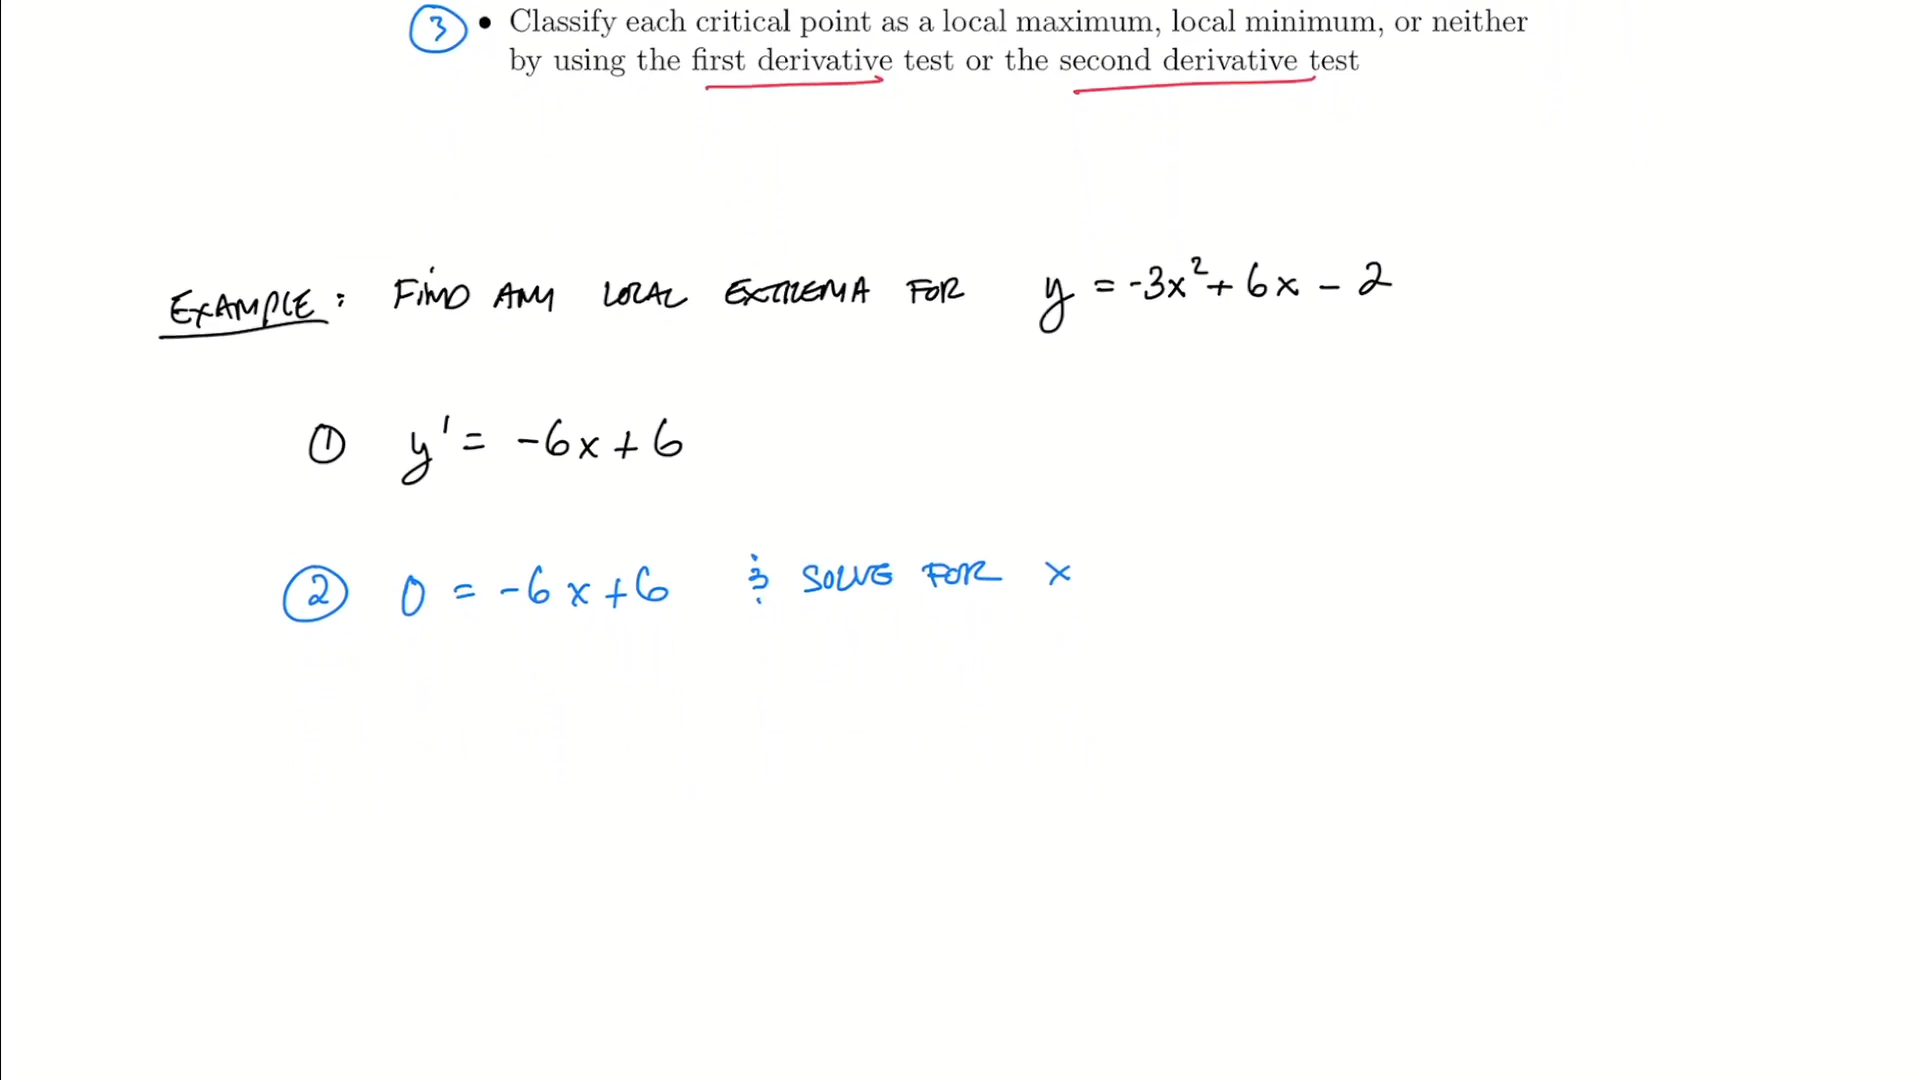 ③ • Classify each critical point as a local maximum, local minimum, or neither
by using the first derivative test or the second derivative test
EXAMPLE: FIND ANY LOCAL EXTREMA FOR y = -3x² + 6x - 2
① y' = -6x + 6
② 0 = -6x + 6 & SOLVE FOR x